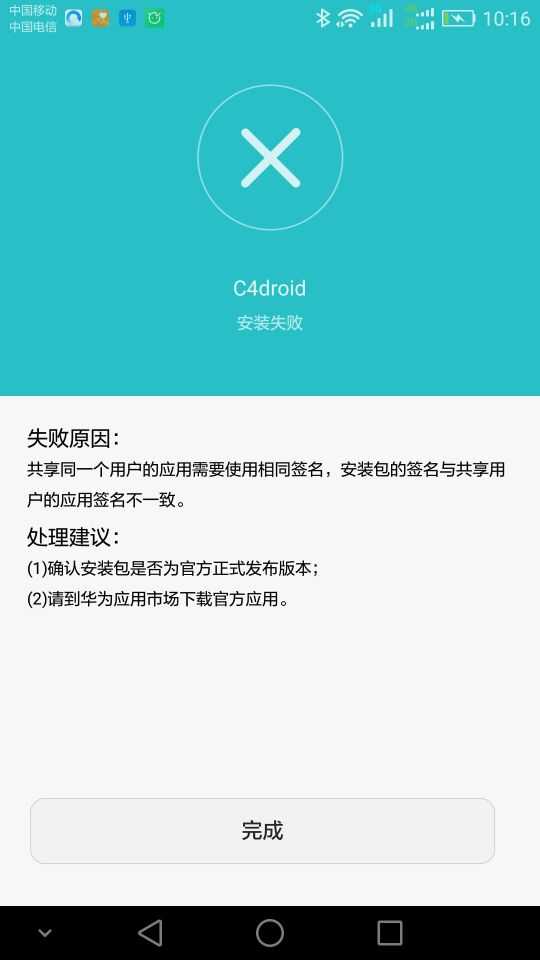 中国移动
中国电信
10:16
C4droid
安装失败
失败原因：
共享同一个用户的应用需要使用相同签名，安装包的签名与共享用
户的应用签名不一致。
处理建议：
(1)确认安装包是否为官方正式发布版本；
(2)请到华为应用市场下载官方应用。
完成